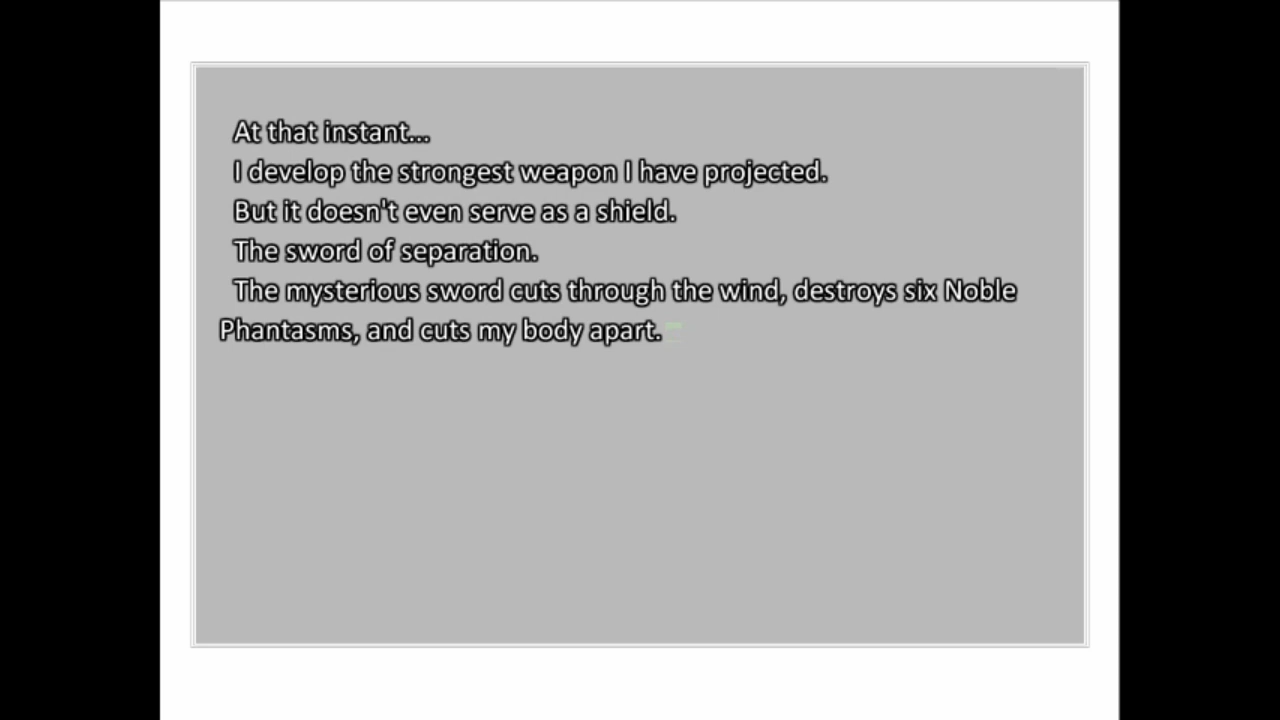 At that instant...
I develop the strongest weapon I have projected.
But it doesn't even serve as a shield.
The sword of separation.
The mysterious sword cuts through the wind, destroys six Noble
Phantasms, and cuts my body apart.